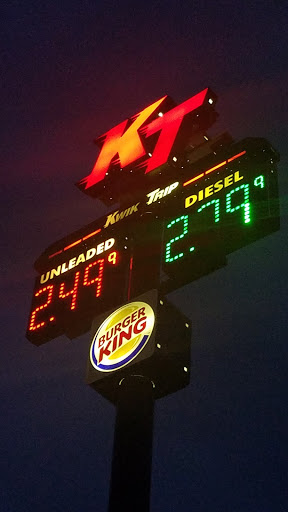 KT
KWIK TRIP
UNLEADED
2.49 9
DIESEL
2.79 9
BURGER
KING